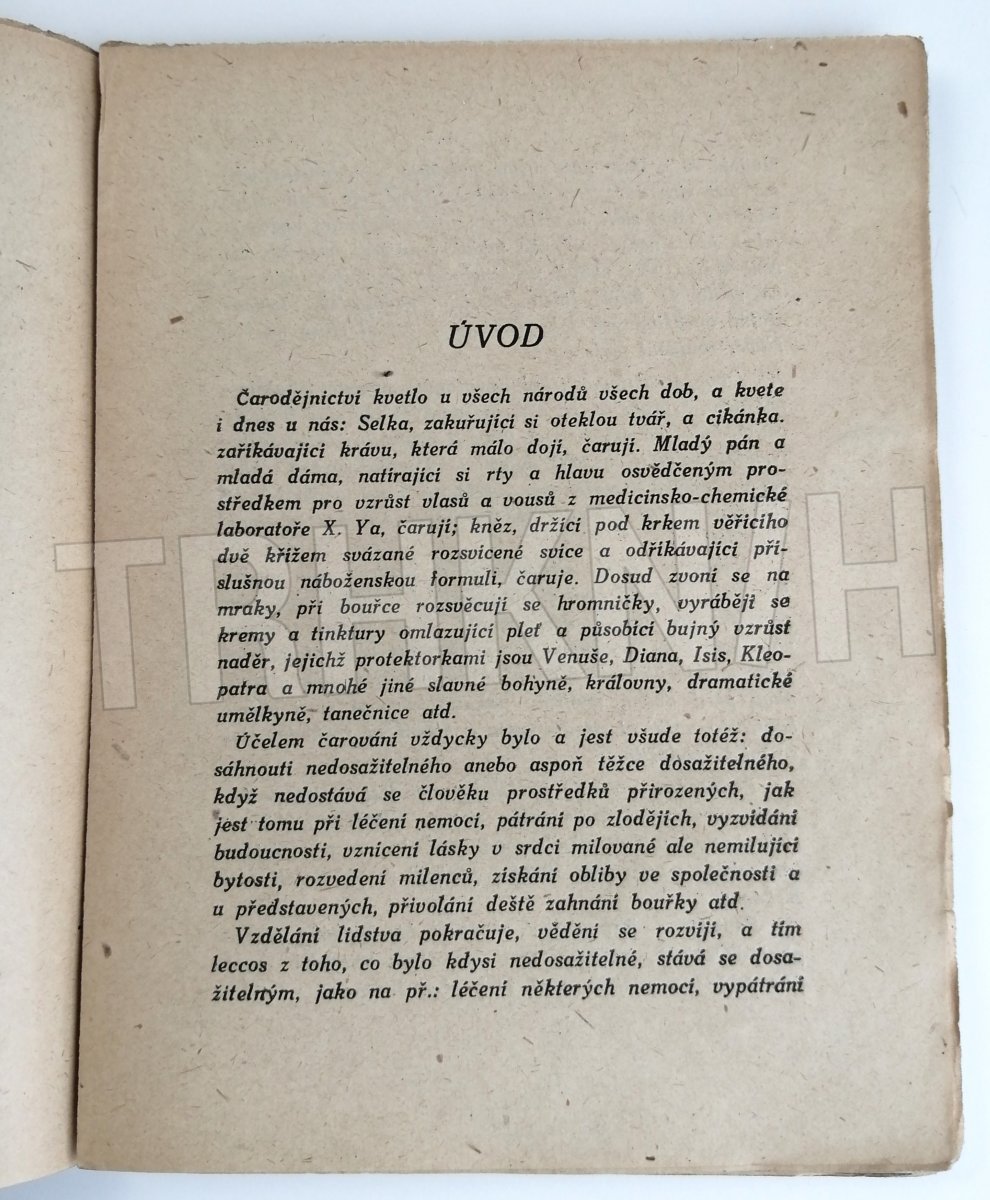 ÚVOD
Čarodějnictví kvetlo u všech národů všech dob, a kvete
i dnes u nás: Selka, zakuřující si oteklou tvář, a cikánka.
zaříkávající krávu, která málo dojí, čarují. Mladý pán a
mladá dáma, natírající si rty a hlavu osvědčeným pro-
středkem pro vzrůst vlasů a vousů z medicinsko-chemické
laboratoře X. Ya, čarují; kněz, držící pod krkem věřícího
dvě křížem svázané rozsvícené svíce a odříkávající pří-
slušnou náboženskou formuli, čaruje. Dosud zvoní se na
mraky, při bouřce rozsvěcují se hromničky, vyrábějí se
kremy a tinktury omlazující pleť a působící bujný vzrůst
naděr, jejichž protektorkami jsou Venuše, Diana, Isis, Kleo-
patra a mnohé jiné slavné bohyně, královny, dramatické
umělkyně, tanečnice atd.
Účelem čarování vždycky bylo a jest všude totéž: do-
sáhnouti nedosažitelného anebo aspoň těžce dosažitelného,
když nedostává se člověku prostředků přirozených, jak
jest tomu při léčení nemocí, pátrání po zlodějích, vyzvídání
budoucnosti, vznícení lásky v srdci milované ale nemilující
bytosti, rozvedení milenců, získání obliby ve společnosti a
u představených, přivolání deště zahnání bouřky atd.
Vzdělání lidstva pokračuje, vědění se rozvíjí, a tím
leccos z toho, co bylo kdysi nedosažitelné, stává se dosa-
žitelným, jako na př.: léčení některých nemocí, vypátrání
TRHKNIH